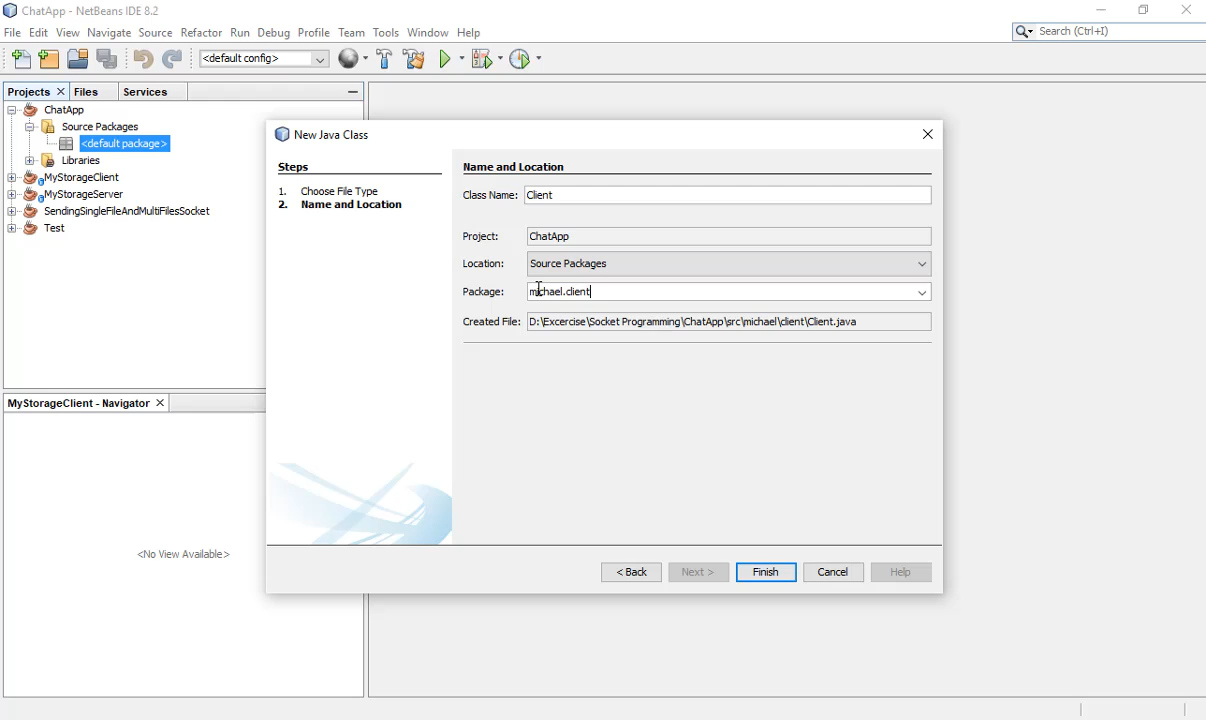 ChatApp - NetBeans IDE 8.2
File Edit View Navigate Source Refactor Run Debug Profile Team Tools Window Help
Search (Ctrl+I)
<default config>
Projects Files Services
ChatApp
Source Packages
<default package>
Libraries
MyStorageClient
MyStorageServer
SendingSingleFileAndMultiFilesSocket
Test
MyStorageClient - Navigator
<No View Available>
New Java Class
Steps
1. Choose File Type
2. Name and Location
Name and Location
Class Name: Client
Project: ChatApp
Location: Source Packages
Package: michael.client
Created File: D:\Excercise\Socket Programming\ChatApp\src\michael\client\Client.java
< Back Next > Finish Cancel Help